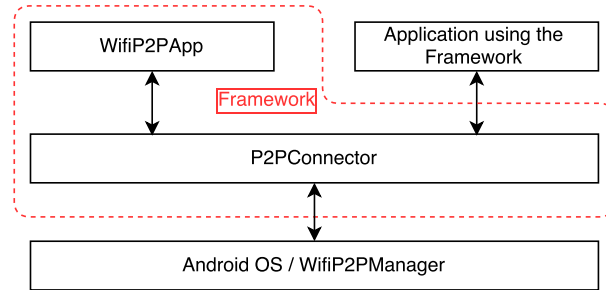 WifiP2PApp
Application using the
Framework
Framework
P2PConnector
Android OS / WifiP2PManager